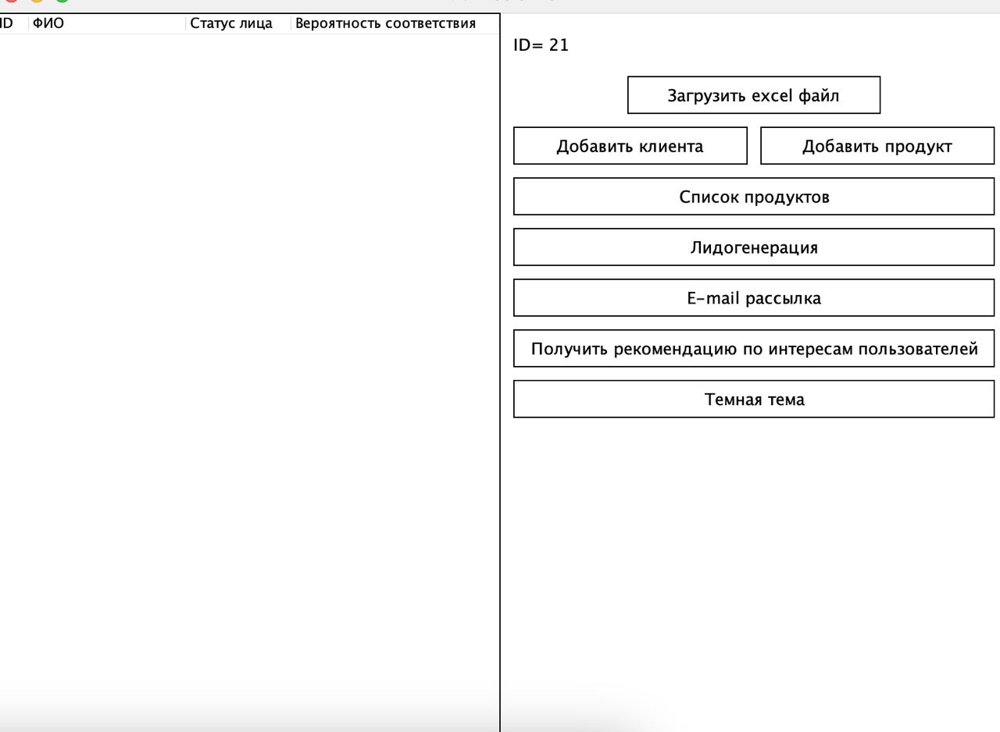 ID ФИО Статус лица Вероятность соответствия
ID= 21
Загрузить excel файл
Добавить клиента Добавить продукт
Список продуктов
Лидогенерация
E-mail рассылка
Получить рекомендацию по интересам пользователей
Темная тема